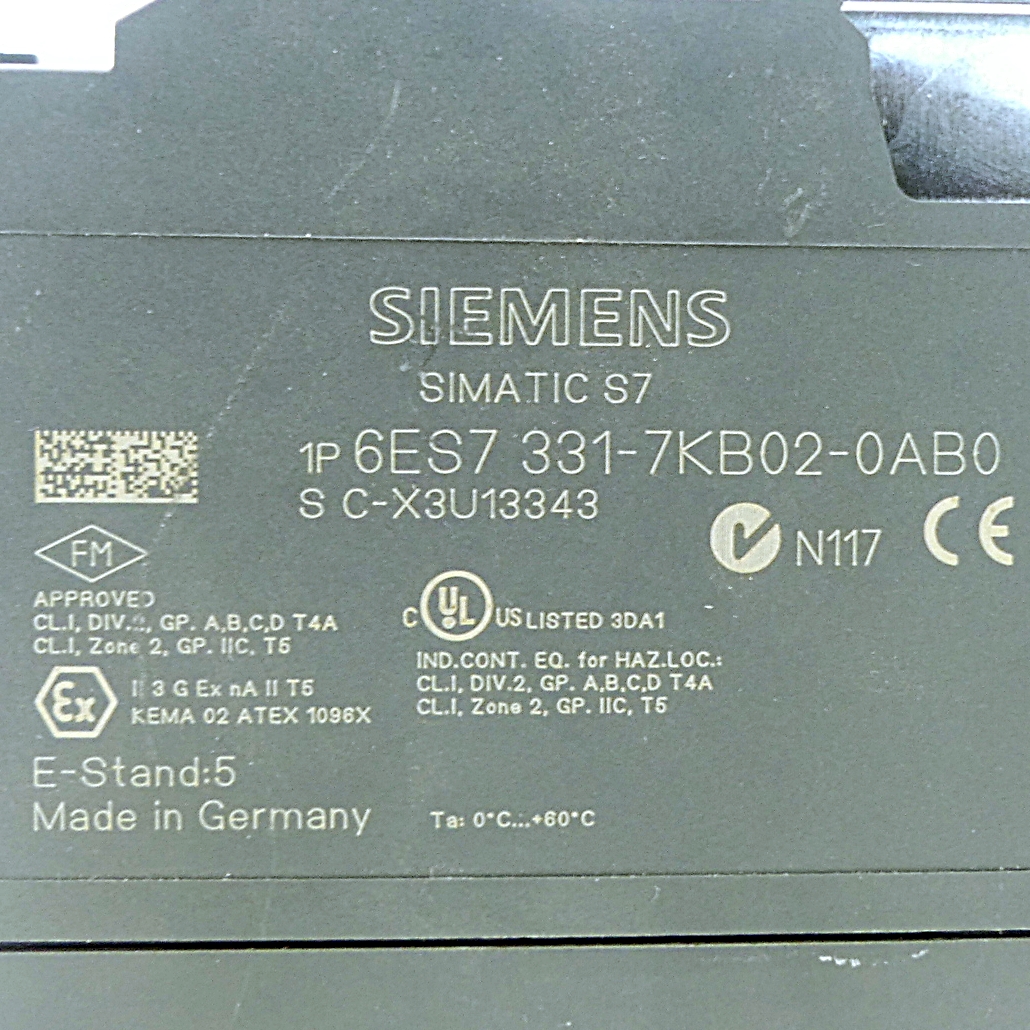 SIEMENS
SIMATIC S7
1P 6ES7 331-7KB02-0AB0
S C-X3U13343
N117 CE
FM
APPROVED
CL.I, DIV.2, GP. A,B,C,D T4A
CL.I, Zone 2, GP. IIC, T5
C UL US LISTED 3DA1
IND.CONT. EQ. for HAZ.LOC.:
CL.I, DIV.2, GP. A,B,C,D T4A
CL.I, Zone 2, GP. IIC, T5
Ex II 3 G Ex nA II T5
KEMA 02 ATEX 1096X
E-Stand:5
Made in Germany
Ta: 0°C...+60°C